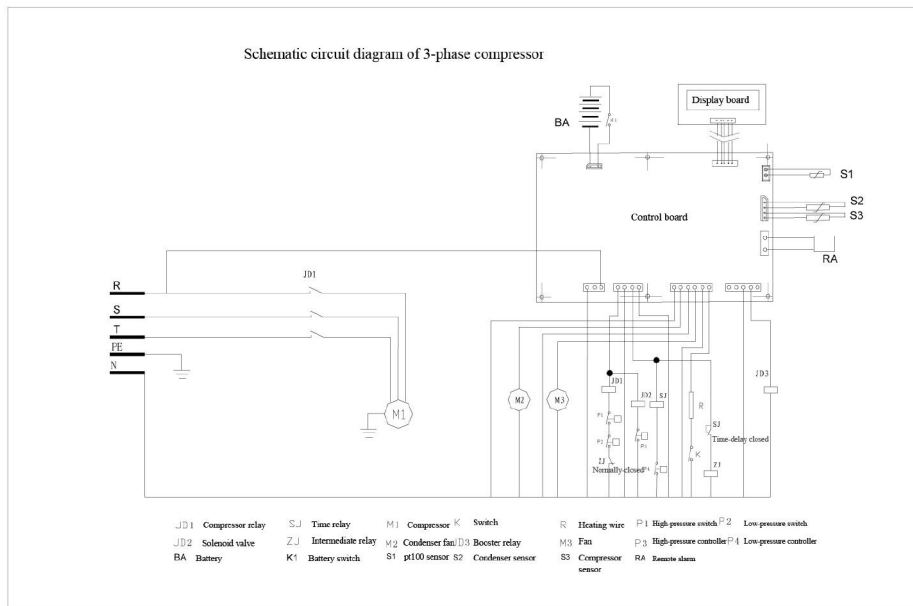 Schematic circuit diagram of 3-phase compressor
BA
K1
Display board
Control board
S1
S2
S3
RA
JD1
R
S
T
PE
N
M1
M2
M3
JD1
P1
P2
ZJ
Normally-closed
JD2
P3
SJ
P4
R
K
SJ
Time-delay closed
ZJ
JD3
JD1 Compressor relay SJ Time relay M1 Compressor K Switch R Heating wire P1 High-pressure switch P2 Low-pressure switch
JD2 Solenoid valve ZJ Intermediate relay M2 Condenser fan JD3 Booster relay M3 Fan P3 High-pressure controller P4 Low-pressure controller
BA Battery K1 Battery switch S1 pt100 sensor S2 Condenser sensor S3 Compressor sensor RA Remote alarm